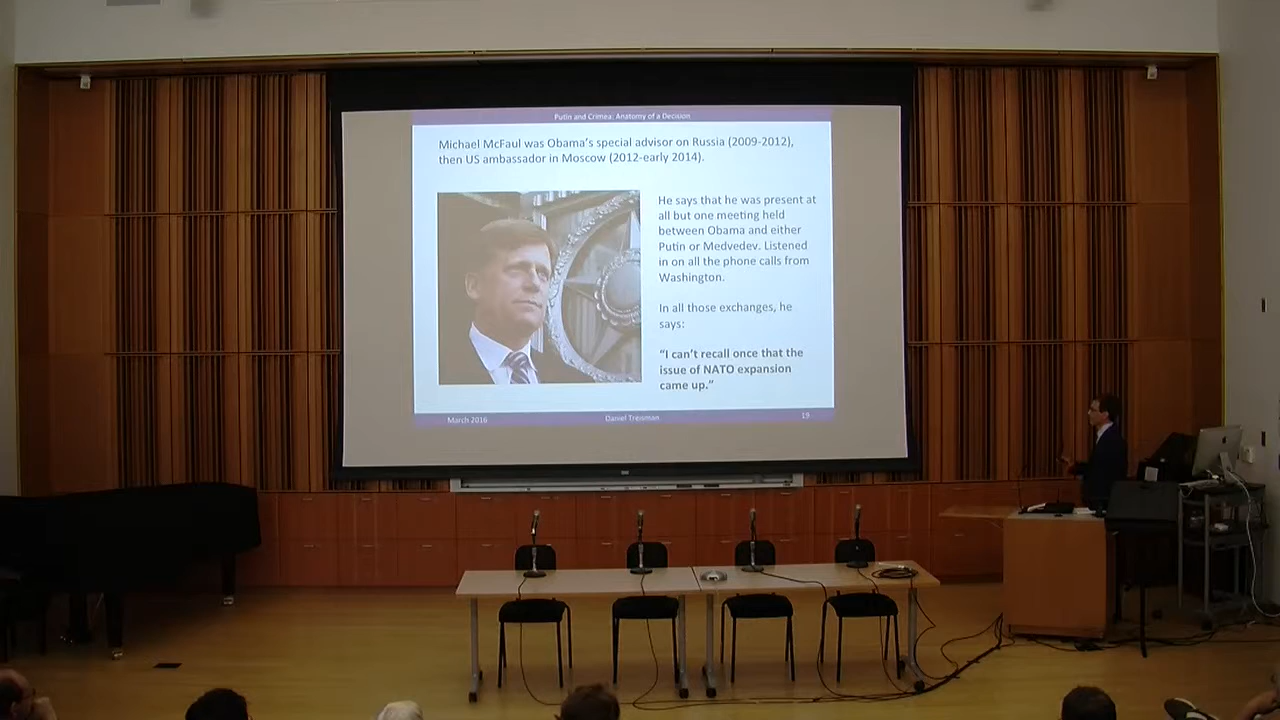 Putin and Crimea: Anatomy of a Decision
Michael McFaul was Obama's special advisor on Russia (2009-2012),
then US ambassador in Moscow (2012-early 2014).
He says that he was present at
all but one meeting held
between Obama and either
Putin or Medvedev. Listened
in on all the phone calls from
Washington.
In all those exchanges, he
says:
“I can't recall once that the
issue of NATO expansion
came up.”
March 2016
Daniel Treisman
19